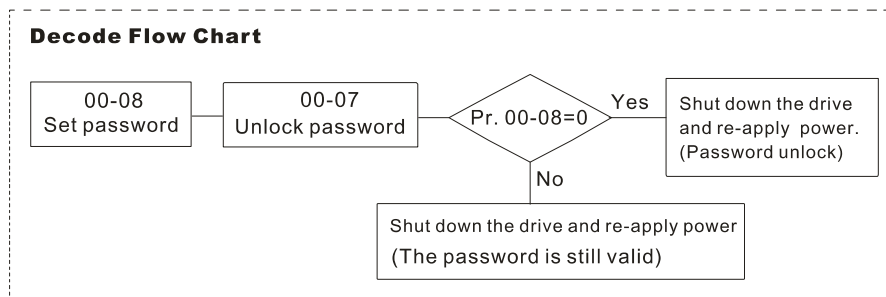 Decode Flow Chart
00-08
Set password
00-07
Unlock password
Pr. 00-08=0
Yes
Shut down the drive
and re-apply power.
(Password unlock)
No
Shut down the drive and re-apply power
(The password is still valid)